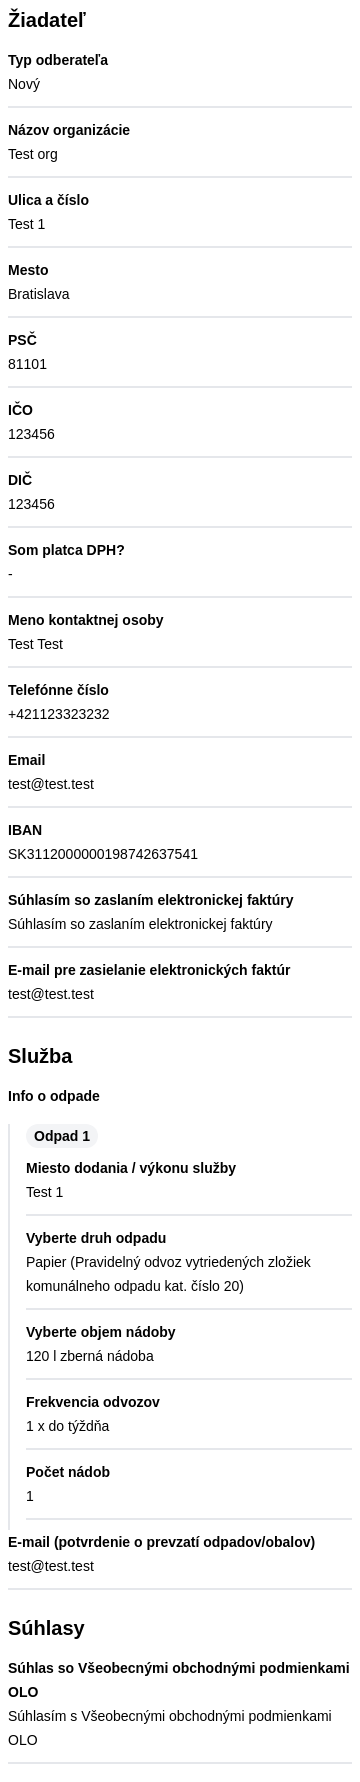 Žiadateľ
Typ odberateľa
Nový
Názov organizácie
Test org
Ulica a číslo
Test 1
Mesto
Bratislava
PSČ
81101
IČO
123456
DIČ
123456
Som platca DPH?
-
Meno kontaktnej osoby
Test Test
Telefónne číslo
+421123323232
Email
test@test.test
IBAN
SK3112000000198742637541
Súhlasím so zaslaním elektronickej faktúry
Súhlasím so zaslaním elektronickej faktúry
E-mail pre zasielanie elektronických faktúr
test@test.test
Služba
Info o odpade
Odpad 1
Miesto dodania / výkonu služby
Test 1
Vyberte druh odpadu
Papier (Pravidelný odvoz vytriedených zložiek
komunálneho odpadu kat. číslo 20)
Vyberte objem nádoby
120 l zberná nádoba
Frekvencia odvozov
1 x do týždňa
Počet nádob
1
E-mail (potvrdenie o prevzatí odpadov/obalov)
test@test.test
Súhlasy
Súhlas so Všeobecnými obchodnými podmienkami
OLO
Súhlasím s Všeobecnými obchodnými podmienkami
OLO